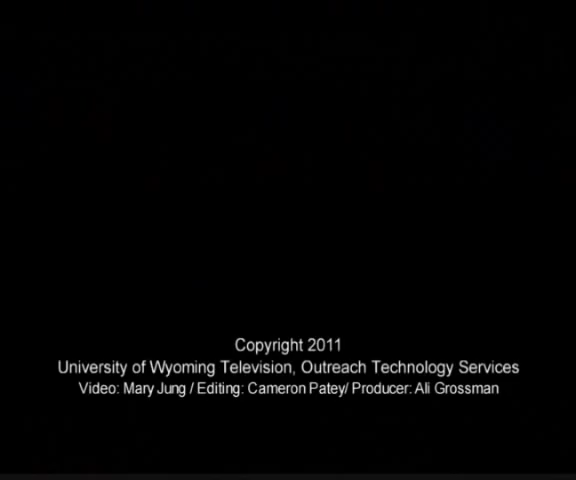 Copyright 2011
University of Wyoming Television, Outreach Technology Services
Video: Mary Jung / Editing: Cameron Patey/ Producer: Ali Grossman